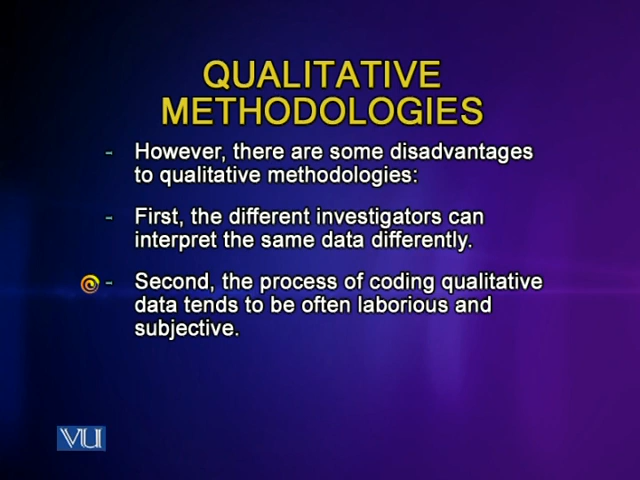 QUALITATIVE
METHODOLOGIES
- However, there are some disadvantages
to qualitative methodologies:
- First, the different investigators can
interpret the same data differently.
- Second, the process of coding qualitative
data tends to be often laborious and
subjective.
VU